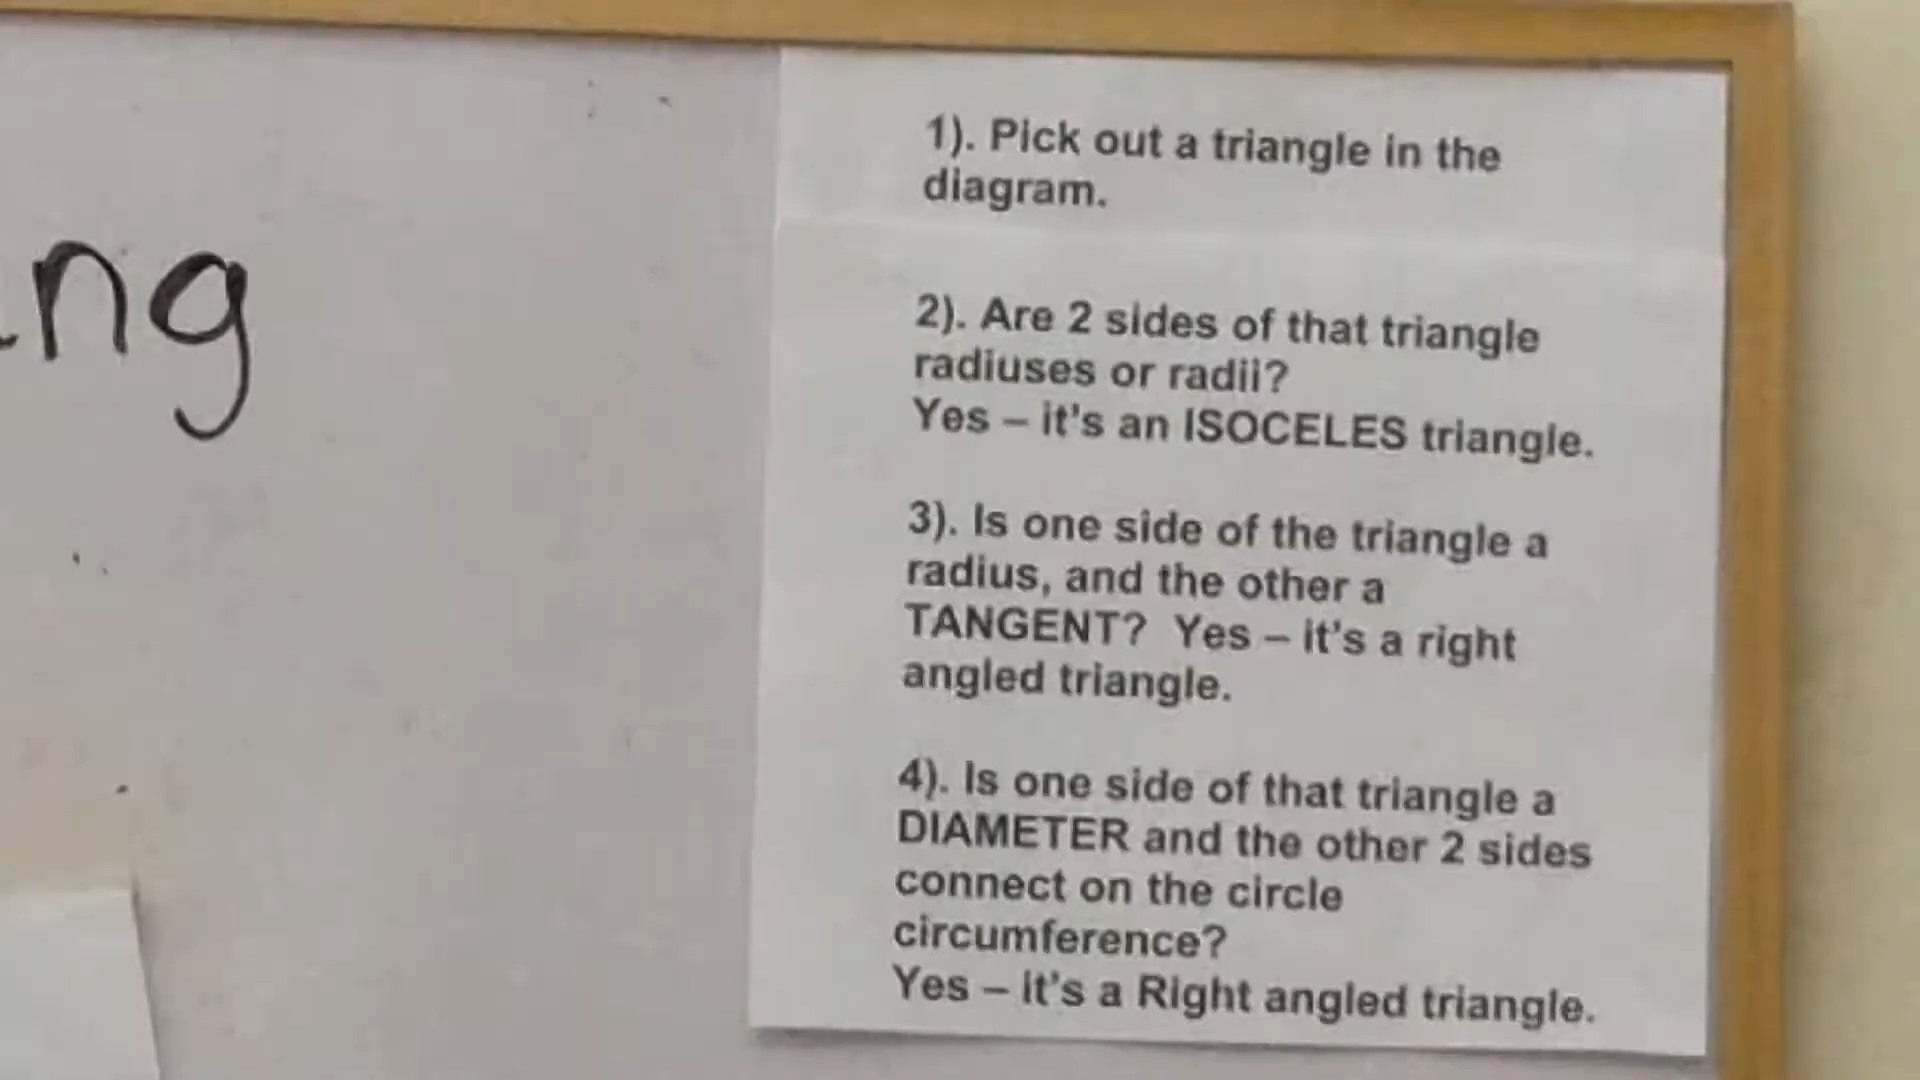 ng
1). Pick out a triangle in the
diagram.
2). Are 2 sides of that triangle
radiuses or radii?
Yes – it's an ISOCELES triangle.
3). Is one side of the triangle a
radius, and the other a
TANGENT? Yes – it's a right
angled triangle.
4). Is one side of that triangle a
DIAMETER and the other 2 sides
connect on the circle
circumference?
Yes – it's a Right angled triangle.